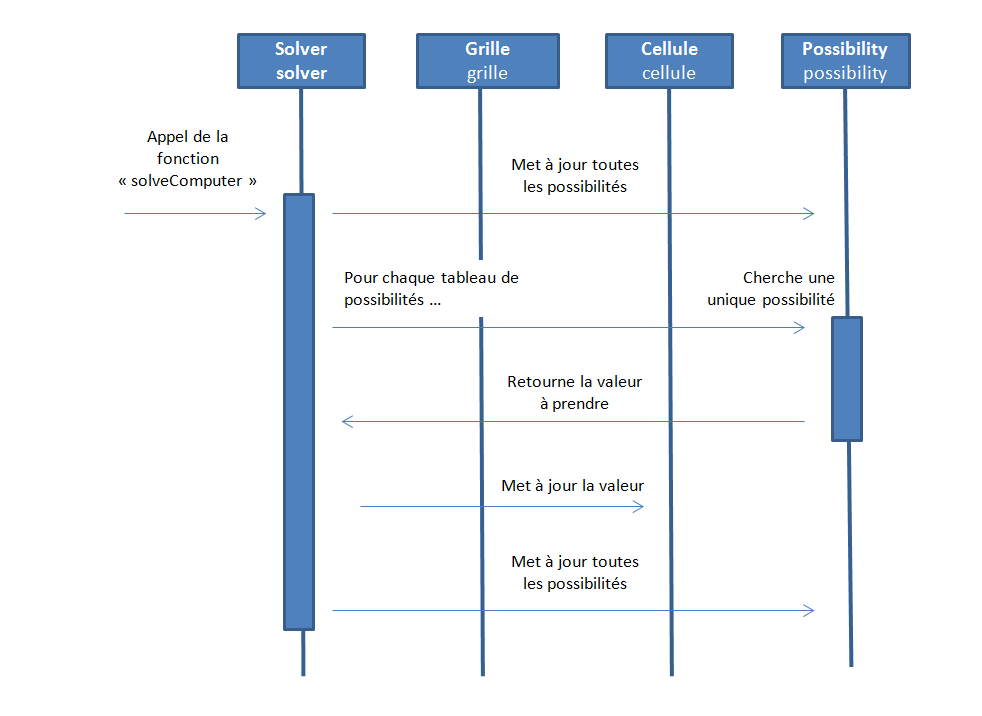 Solver
solver
Grille
grille
Cellule
cellule
Possibility
possibility
Appel de la
fonction
« solveComputer »
Met à jour toutes
les possibilités
Pour chaque tableau de
possibilités ...
Cherche une
unique possibilité
Retourne la valeur
à prendre
Met à jour la valeur
Met à jour toutes
les possibilités